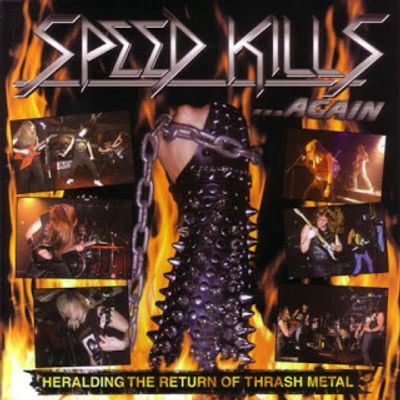 SPEED KILLS
...AGAIN
HERALDING THE RETURN OF THRASH METAL